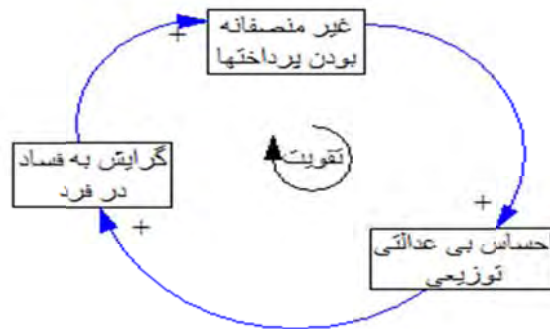 غیر منصفانه
بودن پرداختها
+
گرایش به فساد
در فرد
+
تقویت
احساس بی عدالتی
توزیعی
+